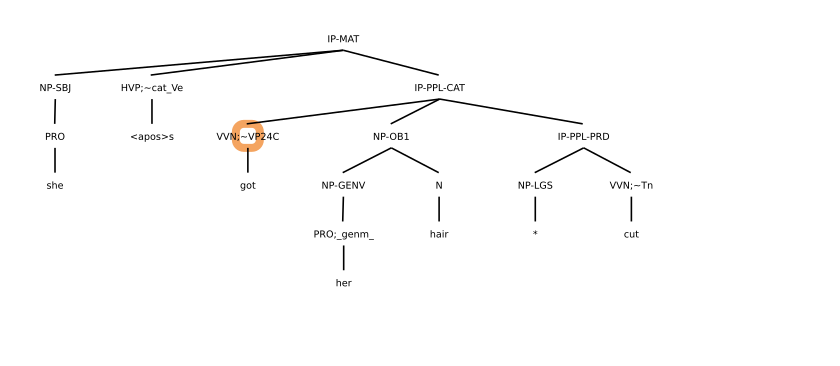 IP-MAT
NP-SBJ HVP;~cat_Ve IP-PPL-CAT
PRO <apos>s VVN;~VP24C NP-OB1 IP-PPL-PRD
she got NP-GENV N NP-LGS VVN;~Tn
PRO;_genm_ hair * cut
her